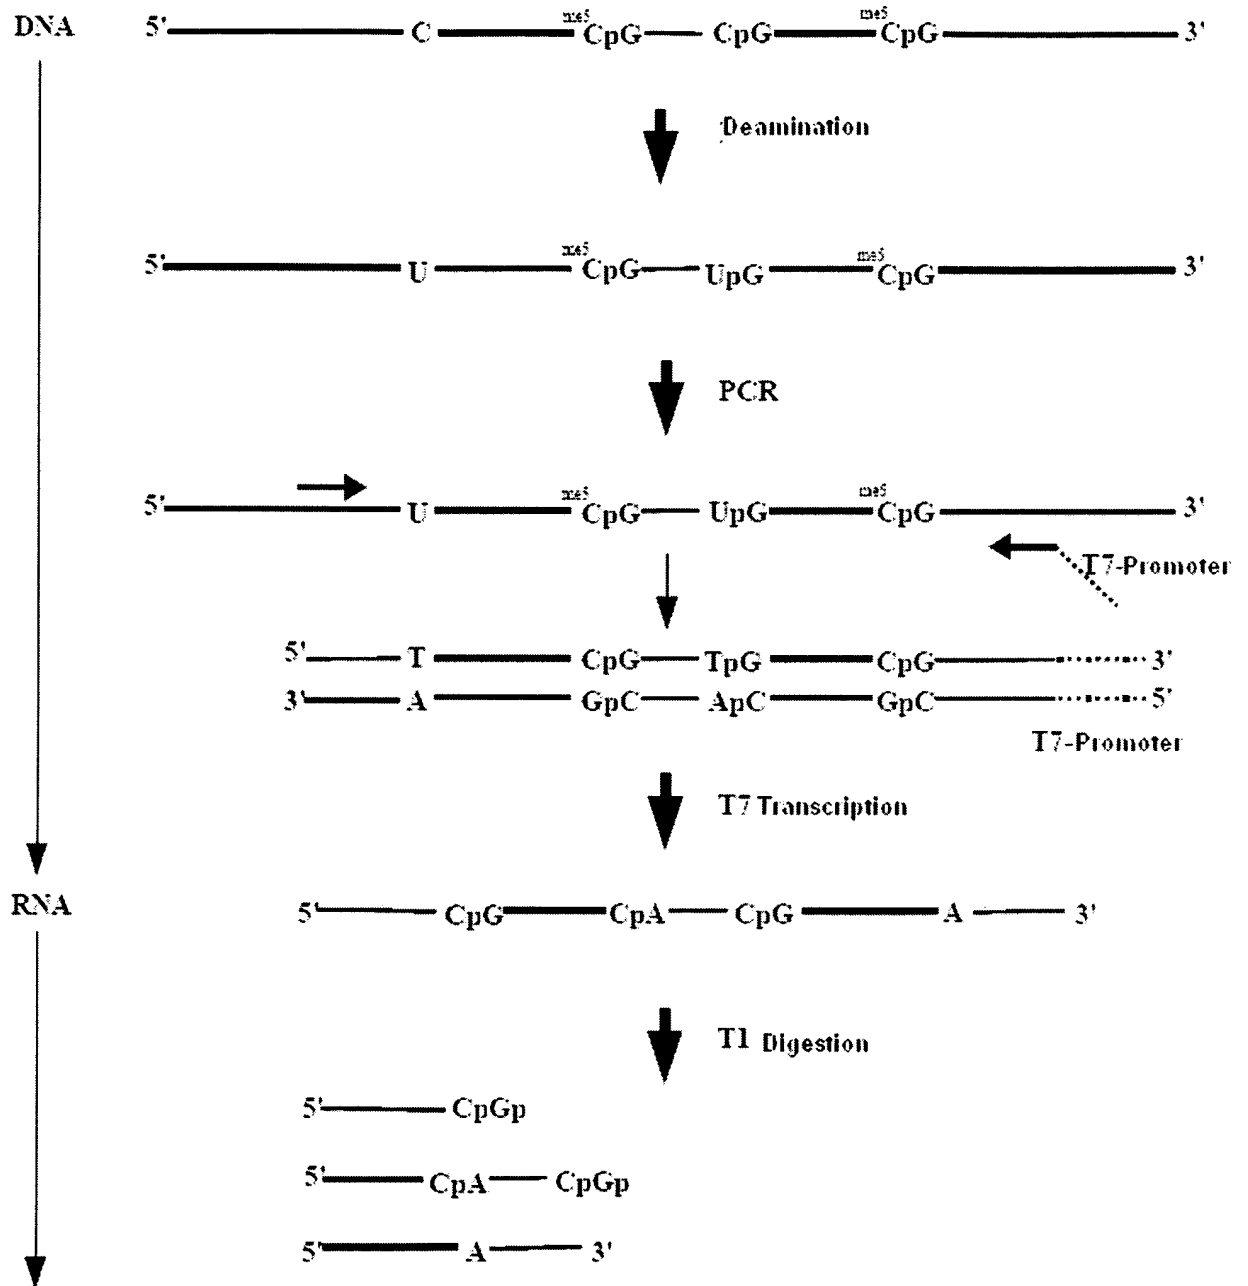 DNA 5' C me5 CpG CpG me5 CpG 3'
Deamination
5' U me5 CpG UpG me5 CpG 3'
PCR
5' U me5 CpG UpG me5 CpG 3'
T7-Promoter
5' T CpG TpG CpG 3'
3' A GpC ApC GpC 5'
T7-Promoter
T7 Transcription
RNA 5' CpG CpA CpG A 3'
T1 Digestion
5' CpGp
5' CpA CpGp
5' A 3'